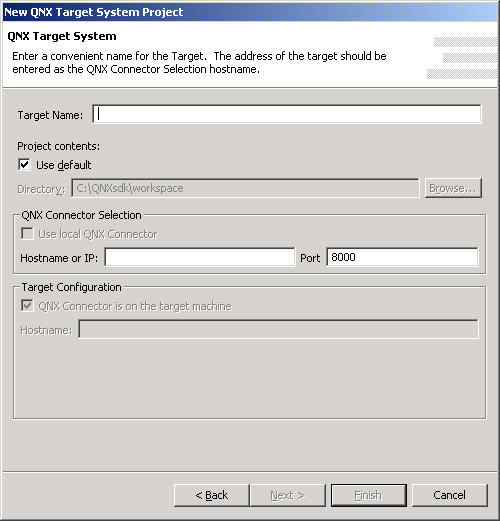 New QNX Target System Project
QNX Target System
Enter a convenient name for the Target. The address of the target should be
entered as the QNX Connector Selection hostname.
Target Name:
Project contents:
Use default
Directory: C:\QNXsdk\workspace Browse...
QNX Connector Selection
Use local QNX Connector
Hostname or IP: Port 8000
Target Configuration
QNX Connector is on the target machine
Hostname:
< Back Next > Finish Cancel